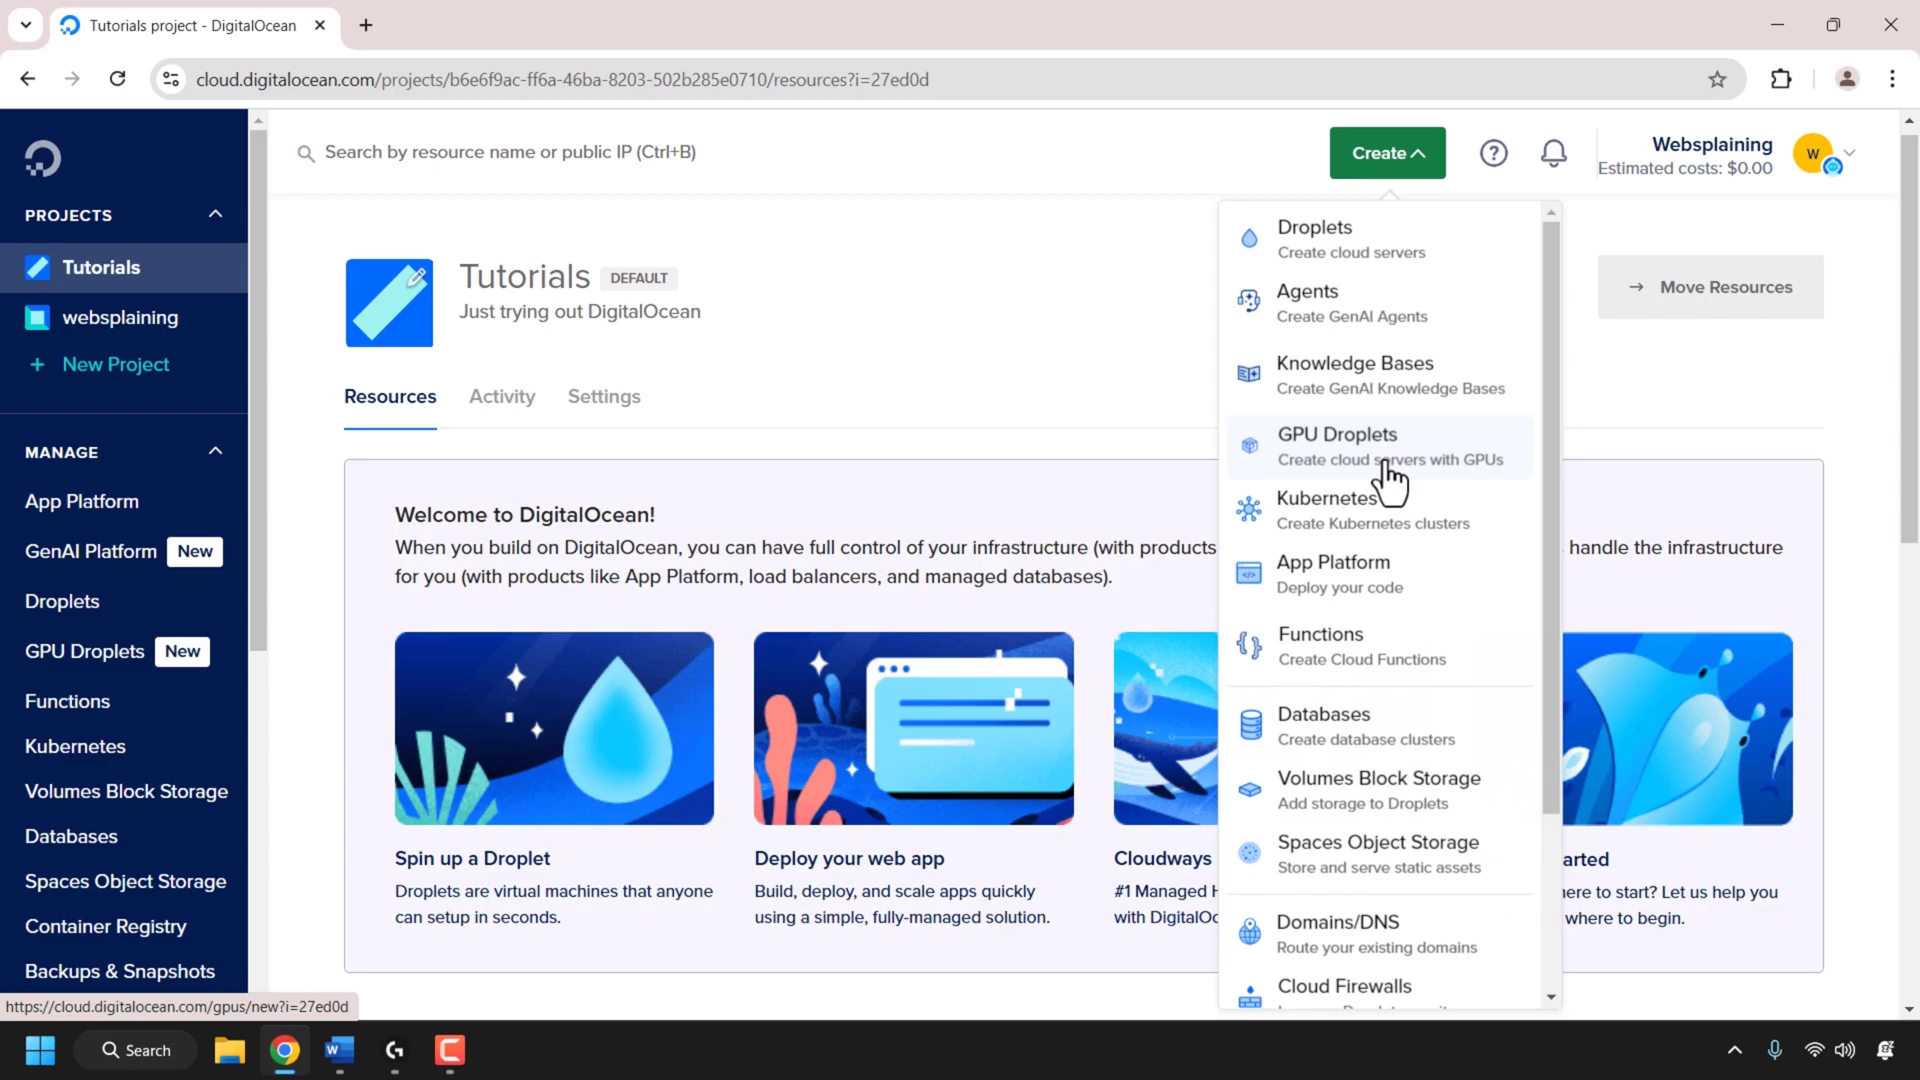 Tutorials project - DigitalOcean
cloud.digitalocean.com/projects/b6e6f9ac-ff6a-46ba-8203-502b285e0710/resources?i=27ed0d
Search by resource name or public IP (Ctrl+B)
Create
Websplaining
Estimated costs: $0.00
W
PROJECTS
Tutorials
websplaining
+ New Project
MANAGE
App Platform
GenAI Platform New
Droplets
GPU Droplets New
Functions
Kubernetes
Volumes Block Storage
Databases
Spaces Object Storage
Container Registry
Backups & Snapshots
Tutorials DEFAULT
Just trying out DigitalOcean
→ Move Resources
Resources Activity Settings
Welcome to DigitalOcean!
When you build on DigitalOcean, you can have full control of your infrastructure (with products handle the infrastructure
for you (with products like App Platform, load balancers, and managed databases).
Spin up a Droplet
Droplets are virtual machines that anyone
can setup in seconds.
Deploy your web app
Build, deploy, and scale apps quickly
using a simple, fully-managed solution.
Cloudways
#1 Managed H
with DigitalOc
arted
here to start? Let us help you
where to begin.
Droplets
Create cloud servers
Agents
Create GenAI Agents
Knowledge Bases
Create GenAI Knowledge Bases
GPU Droplets
Create cloud servers with GPUs
Kubernetes
Create Kubernetes clusters
App Platform
Deploy your code
Functions
Create Cloud Functions
Databases
Create database clusters
Volumes Block Storage
Add storage to Droplets
Spaces Object Storage
Store and serve static assets
Domains/DNS
Route your existing domains
Cloud Firewalls
https://cloud.digitalocean.com/gpus/new?i=27ed0d
Search